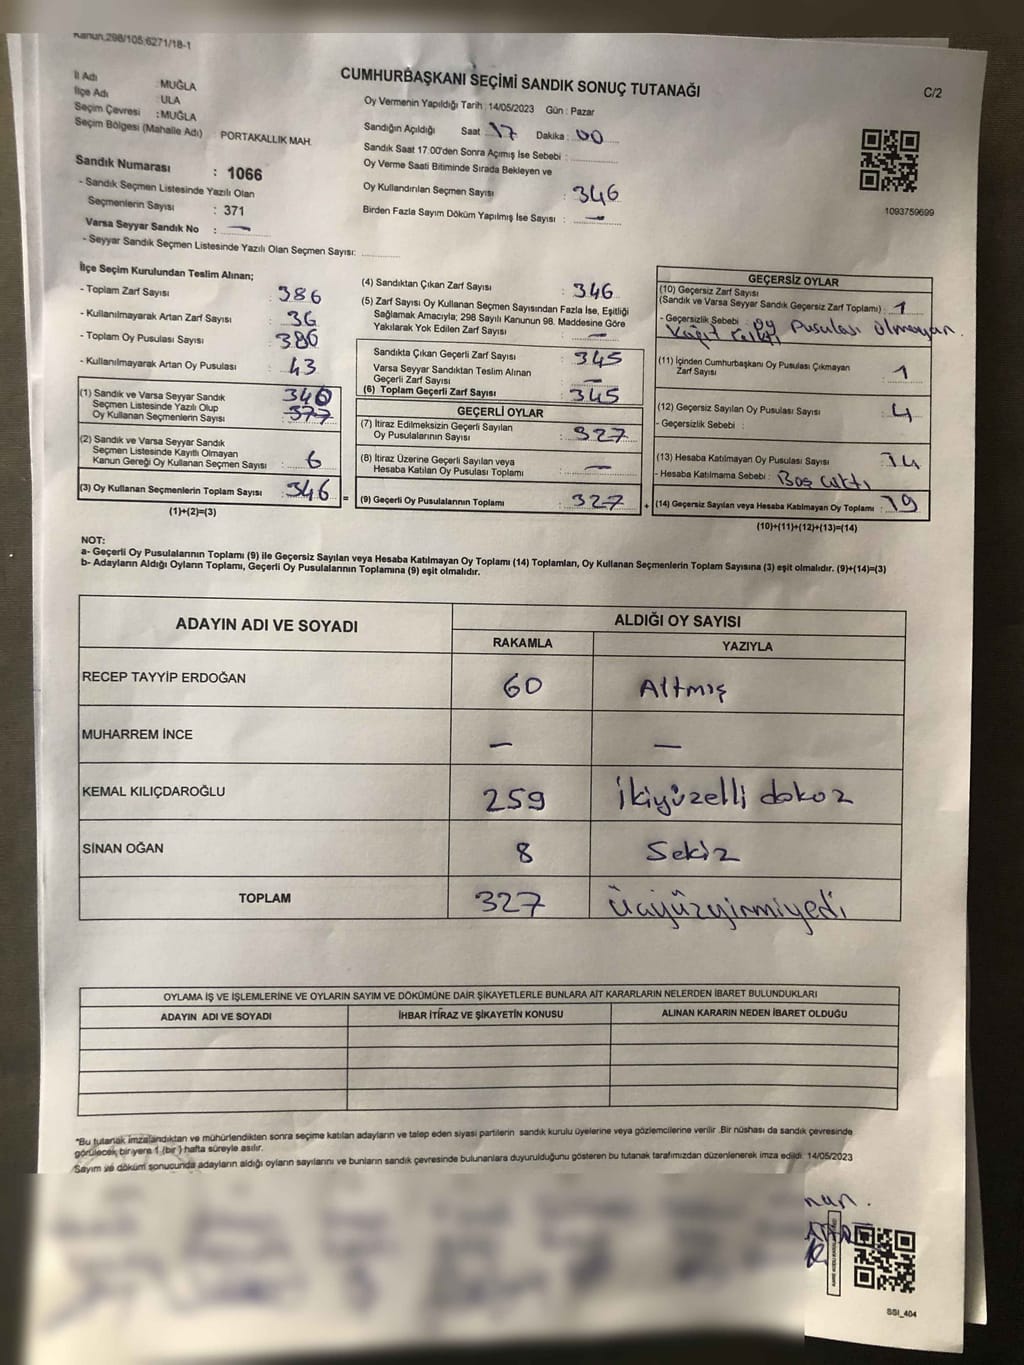 Kanun,298/105;6271/18-1
CUMHURBAŞKANI SEÇİMİ SANDIK SONUÇ TUTANAĞI
C/2
İl Adı : MUĞLA
İlçe Adı : ULA
Seçim Çevresi : MUĞLA
Seçim Bölgesi (Mahalle Adı) : PORTAKALLIK MAH.
Sandık Numarası : 1066
- Sandık Seçmen Listesinde Yazılı Olan
Seçmenlerin Sayısı : 371
Varsa Seyyar Sandık No : —
- Seyyar Sandık Seçmen Listesinde Yazılı Olan Seçmen Sayısı:
Oy Vermenin Yapıldığı Tarih : 14/05/2023 Gün : Pazar
Sandığın Açıldığı Saat 17 Dakika : 00
Sandık Saat 17:00'den Sonra Açımış İse Sebebi :
Oy Verme Saati Bitiminde Sırada Bekleyen ve
Oy Kullandırılan Seçmen Sayısı : 346
Birden Fazla Sayım Döküm Yapılmış İse Sayısı : —
1093759699
İlçe Seçim Kurulundan Teslim Alınan;
- Toplam Zarf Sayısı : 386
- Kullanılmayarak Artan Zarf Sayısı : 36
- Toplam Oy Pusulası Sayısı : 386
- Kullanılmayarak Artan Oy Pusulası : 43
(1) Sandık ve Varsa Seyyar Sandık
Seçmen Listesinde Yazılı Olup
Oy Kullanan Seçmenlerin Sayısı : 340
(2) Sandık ve Varsa Seyyar Sandık
Seçmen Listesinde Kayıtlı Olmayan
Kanun Gereği Oy Kullanan Seçmen Sayısı : 6
(3) Oy Kullanan Seçmenlerin Toplam Sayısı : 346 =
(1)+(2)=(3)
(4) Sandıktan Çıkan Zarf Sayısı : 346
(5) Zarf Sayısı Oy Kullanan Seçmen Sayısından Fazla İse, Eşitliği
Sağlamak Amacıyla; 298 Sayılı Kanunun 98. Maddesine Göre
Yakılarak Yok Edilen Zarf Sayısı : —
Sandıkta Çıkan Geçerli Zarf Sayısı : 345
Varsa Seyyar Sandıktan Teslim Alınan
Geçerli Zarf Sayısı : —
(6) Toplam Geçerli Zarf Sayısı : 345
GEÇERLİ OYLAR
(7) İtiraz Edilmeksizin Geçerli Sayılan
Oy Pusulalarının Sayısı : 327
(8) İtiraz Üzerine Geçerli Sayılan veya
Hesaba Katılan Oy Pusulası Toplamı : —
(9) Geçerli Oy Pusulalarının Toplamı : 327 +
GEÇERSİZ OYLAR
(10) Geçersiz Zarf Sayısı
(Sandık ve Varsa Seyyar Sandık Geçersiz Zarf Toplamı) : 1
- Geçersizlik Sebebi : oy pusulası olmayan.
(11) İçinden Cumhurbaşkanı Oy Pusulası Çıkmayan
Zarf Sayısı : 1
(12) Geçersiz Sayılan Oy Pusulası Sayısı : 4
- Geçersizlik Sebebi :
(13) Hesaba Katılmayan Oy Pusulası Sayısı : 14
- Hesaba Katılmama Sebebi : Boş çıktı
(14) Geçersiz Sayılan veya Hesaba Katılmayan Oy Toplamı : 19
(10)+(11)+(12)+(13)=(14)
NOT:
a- Geçerli Oy Pusulalarının Toplamı (9) ile Geçersiz Sayılan veya Hesaba Katılmayan Oy Toplamı (14) Toplamları, Oy Kullanan Seçmenlerin Toplam Sayısına (3) eşit olmalıdır. (9)+(14)=(3)
b- Adayların Aldığı Oyların Toplamı, Geçerli Oy Pusulalarının Toplamına (9) eşit olmalıdır.
ADAYIN ADI VE SOYADI
ALDIĞI OY SAYISI
RAKAMLA YAZIYLA
RECEP TAYYİP ERDOĞAN 60 Altmış
MUHARREM İNCE — —
KEMAL KILIÇDAROĞLU 259 İkiyüzelli dokoz
SİNAN OĞAN 8 Sekiz
TOPLAM 327 Üçyüzyirmiyedi
OYLAMA İŞ VE İŞLEMLERİNE VE OYLARIN SAYIM VE DÖKÜMÜNE DAİR ŞİKAYETLERLE BUNLARA AİT KARARLARIN NELERDEN İBARET BULUNDUKLARI
ADAYIN ADI VE SOYADI İHBAR İTİRAZ VE ŞİKAYETİN KONUSU ALINAN KARARIN NEDEN İBARET OLDUĞU
*Bu tutanak imzalandıktan ve mühürlendikten sonra seçime katılan adayların ve talep eden siyasi partilerin sandık kurulu üyelerine veya gözlemcilerine verilir .Bir nüshası da sandık çevresinde
görülecek bir yere 1 (bir ) hafta süreyle asılır.
Sayım ve döküm sonucunda adayların aldığı oyların sayılarını ve bunların sandık çevresinde bulunanlara duyurulduğunu gösteren bu tutanak tarafımızdan düzenlenerek imza edildi. 14/05/2023
SSI_404